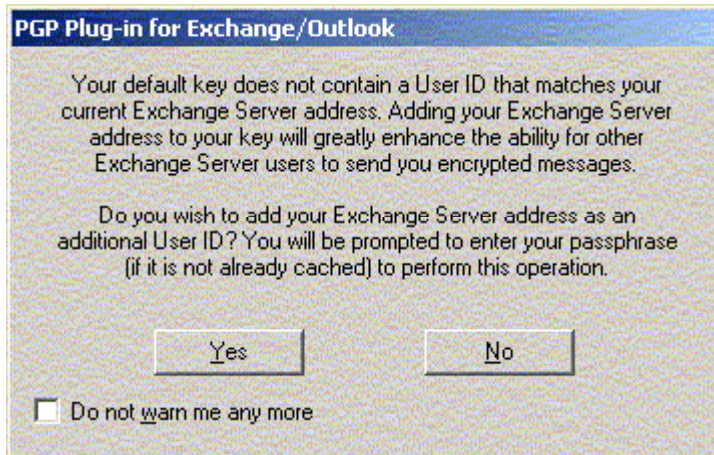 PGP Plug-in for Exchange/Outlook
Your default key does not contain a User ID that matches your
current Exchange Server address. Adding your Exchange Server
address to your key will greatly enhance the ability for other
Exchange Server users to send you encrypted messages.
Do you wish to add your Exchange Server address as an
additional User ID? You will be prompted to enter your passphrase
(if it is not already cached) to perform this operation.
Yes
No
Do not warn me any more